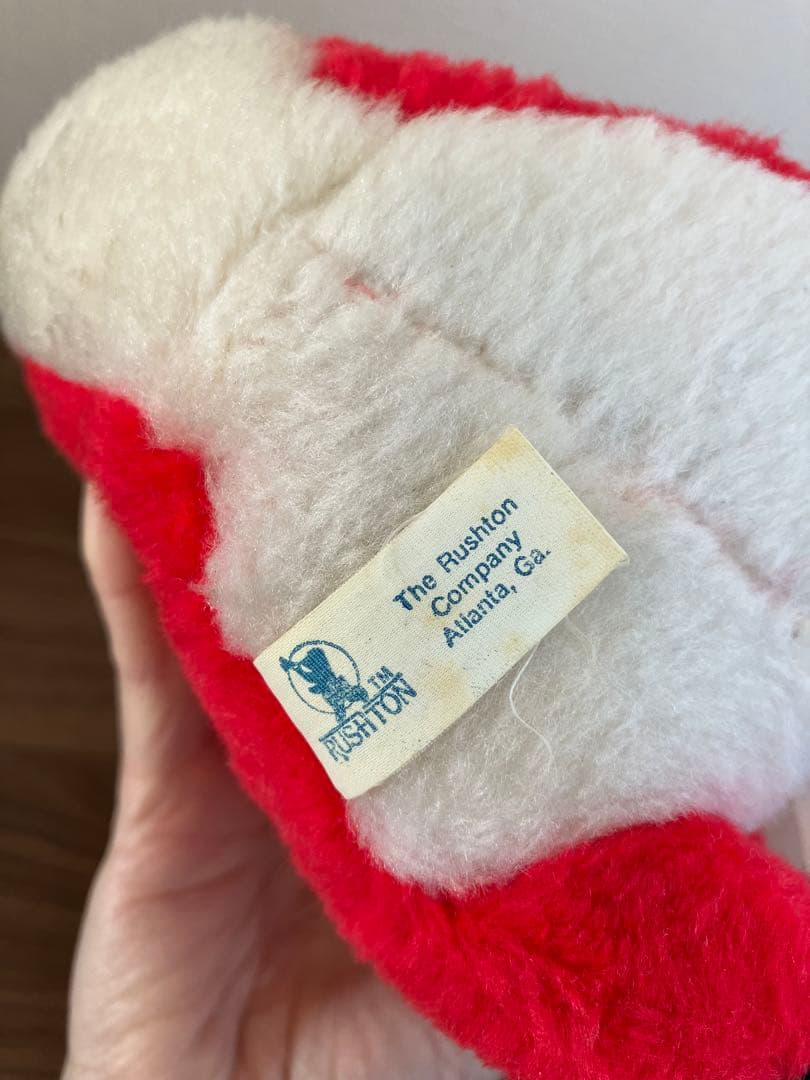 The Rushton
Company
Atlanta, Ga.
TM
RUSHTON